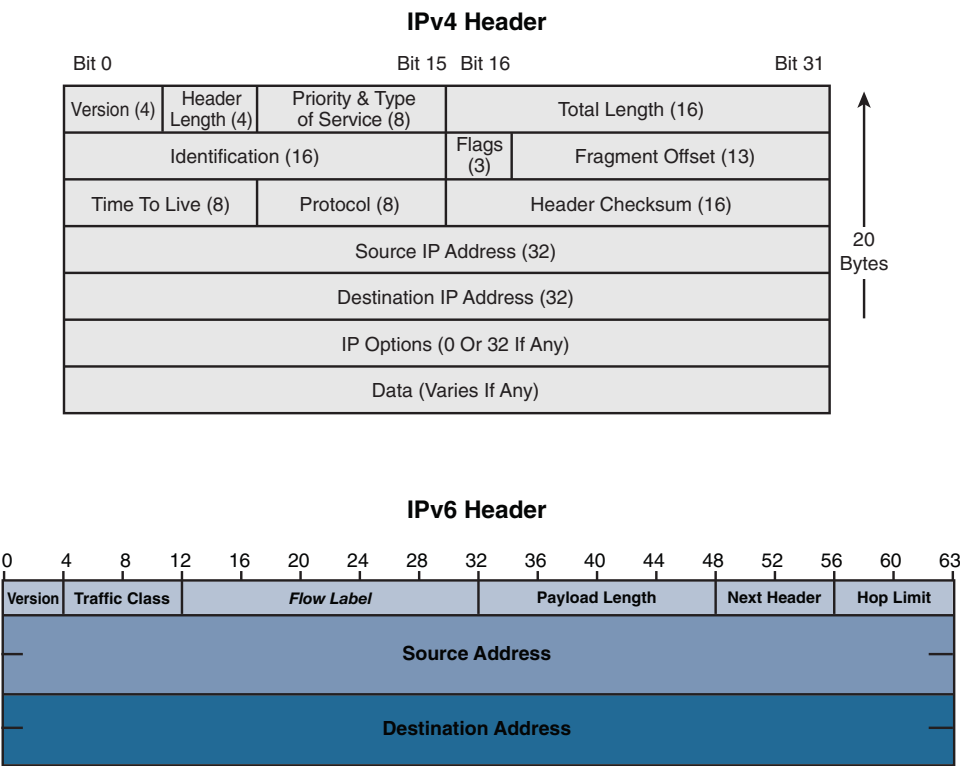 IPv4 Header
Bit 0 Bit 15 Bit 16 Bit 31
Version (4)
Header
Length (4)
Priority & Type
of Service (8)
Total Length (16)
Identification (16)
Flags
(3)
Fragment Offset (13)
Time To Live (8)
Protocol (8)
Header Checksum (16)
Source IP Address (32)
Destination IP Address (32)
IP Options (0 Or 32 If Any)
Data (Varies If Any)
20
Bytes
IPv6 Header
0 4 8 12 16 20 24 28 32 36 40 44 48 52 56 60 63
Version Traffic Class Flow Label Payload Length Next Header Hop Limit
Source Address
Destination Address